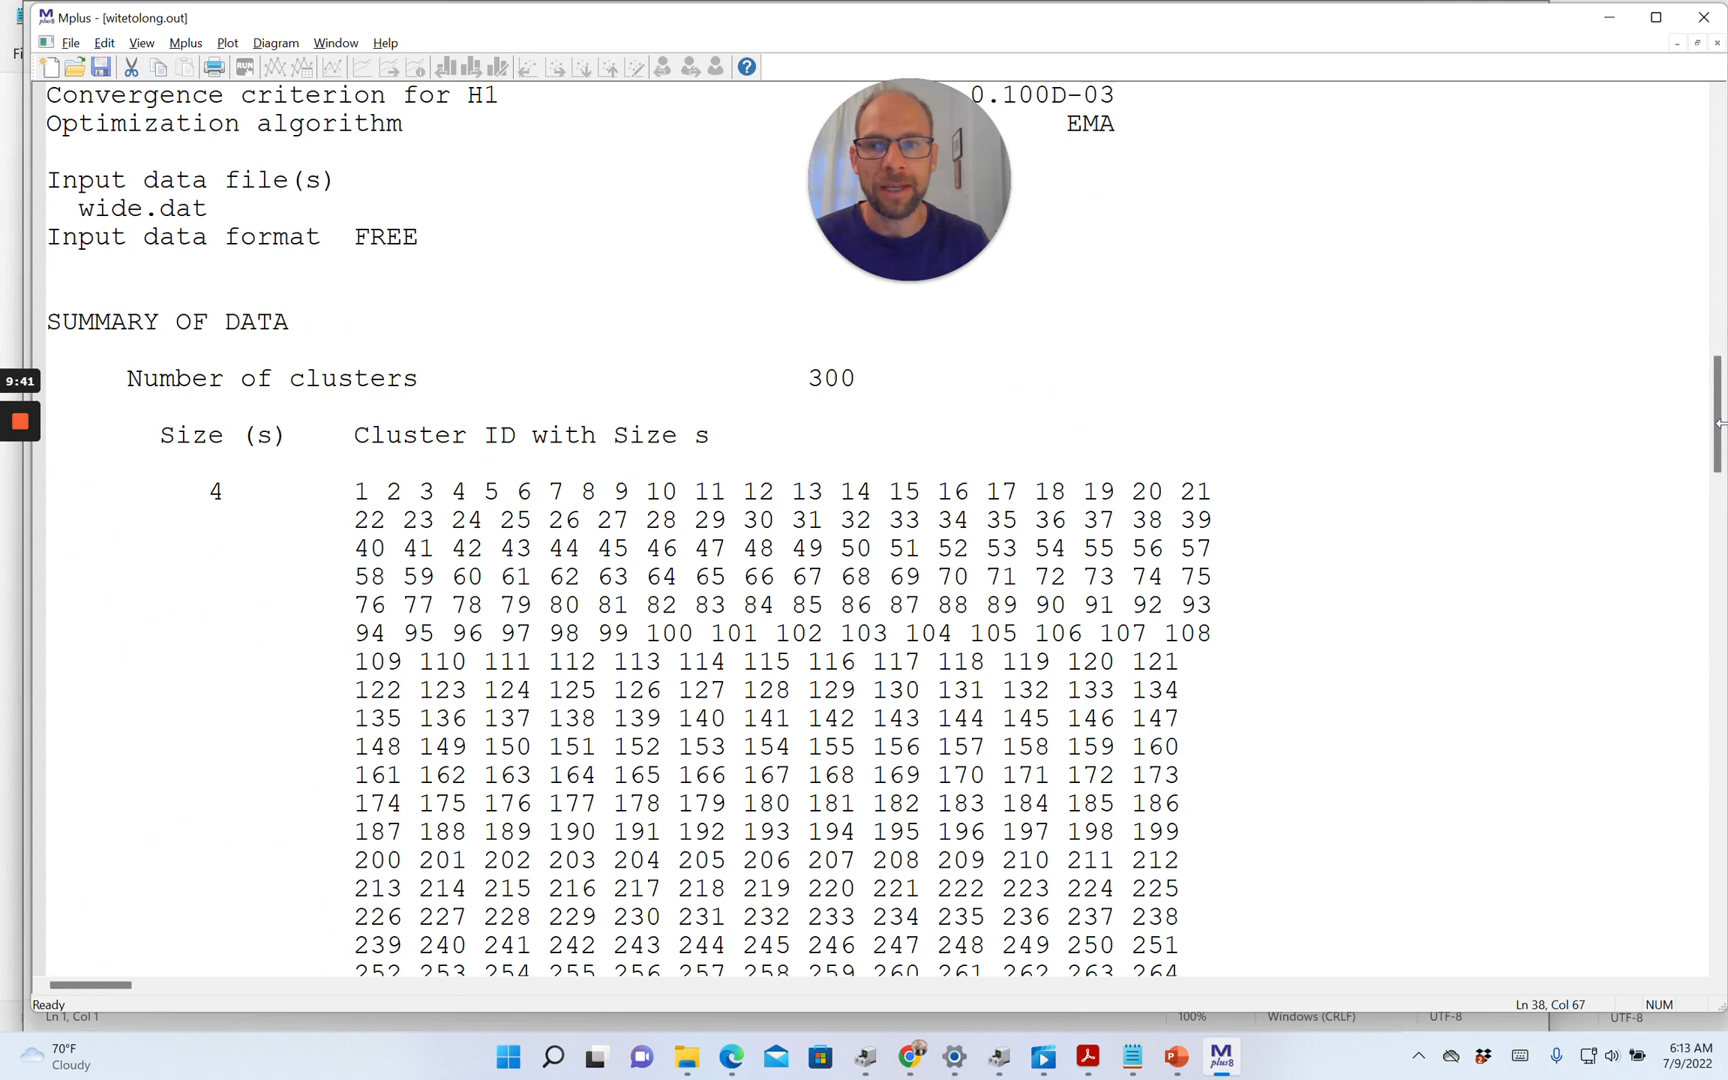 Mplus - [witetolong.out]
File Edit View Mplus Plot Diagram Window Help
RUN
Convergence criterion for H1 0.100D-03
Optimization algorithm EMA
Input data file(s)
wide.dat
Input data format FREE
SUMMARY OF DATA
Number of clusters 300
9:41
Size (s) Cluster ID with Size s
4 1 2 3 4 5 6 7 8 9 10 11 12 13 14 15 16 17 18 19 20 21
22 23 24 25 26 27 28 29 30 31 32 33 34 35 36 37 38 39
40 41 42 43 44 45 46 47 48 49 50 51 52 53 54 55 56 57
58 59 60 61 62 63 64 65 66 67 68 69 70 71 72 73 74 75
76 77 78 79 80 81 82 83 84 85 86 87 88 89 90 91 92 93
94 95 96 97 98 99 100 101 102 103 104 105 106 107 108
109 110 111 112 113 114 115 116 117 118 119 120 121
122 123 124 125 126 127 128 129 130 131 132 133 134
135 136 137 138 139 140 141 142 143 144 145 146 147
148 149 150 151 152 153 154 155 156 157 158 159 160
161 162 163 164 165 166 167 168 169 170 171 172 173
174 175 176 177 178 179 180 181 182 183 184 185 186
187 188 189 190 191 192 193 194 195 196 197 198 199
200 201 202 203 204 205 206 207 208 209 210 211 212
213 214 215 216 217 218 219 220 221 222 223 224 225
226 227 228 229 230 231 232 233 234 235 236 237 238
239 240 241 242 243 244 245 246 247 248 249 250 251
252 253 254 255 256 257 258 259 260 261 262 263 264
Ready Ln 38, Col 67 NUM
Ln 1, Col 1 100% Windows (CRLF) UTF-8 UTF-8
70°F
Cloudy
6:13 AM
7/9/2022